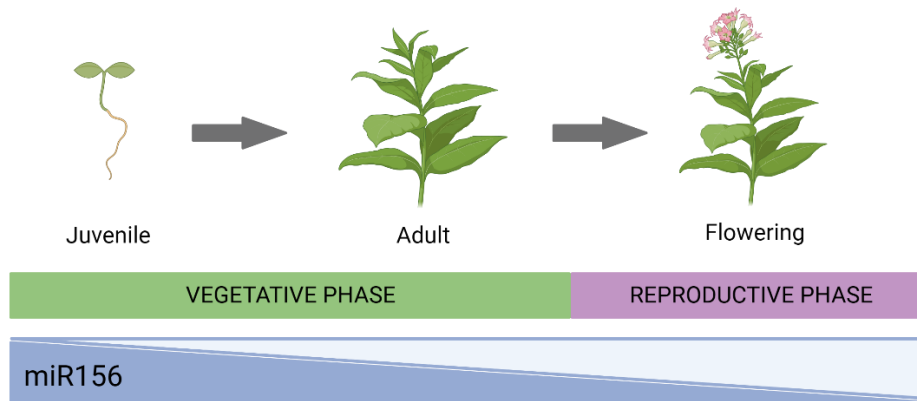 Juvenile
Adult
Flowering
VEGETATIVE PHASE
REPRODUCTIVE PHASE
miR156